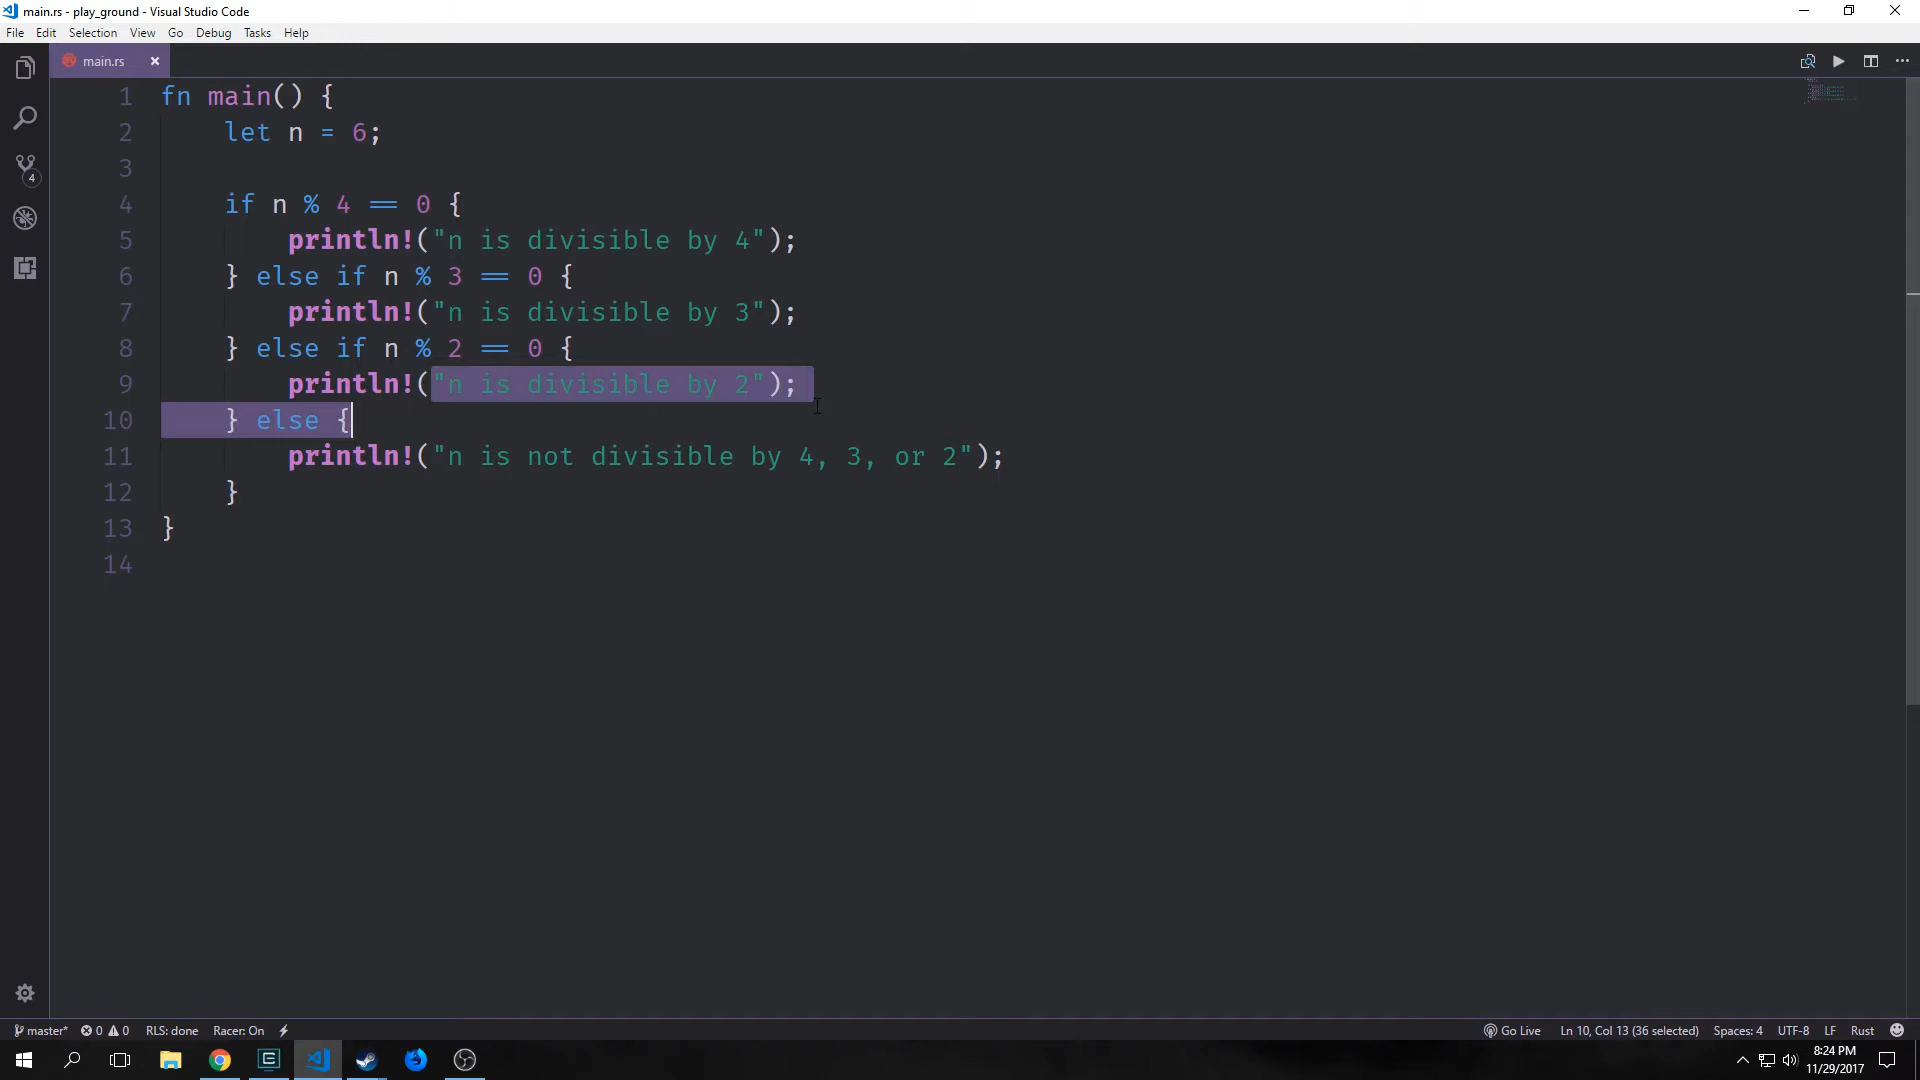 main.rs - play_ground - Visual Studio Code
File Edit Selection View Go Debug Tasks Help
main.rs
1 fn main() {
2     let n = 6;
3
4     if n % 4 == 0 {
5         println!("n is divisible by 4");
6     } else if n % 3 == 0 {
7         println!("n is divisible by 3");
8     } else if n % 2 == 0 {
9         println!("n is divisible by 2");
10     } else {
11         println!("n is not divisible by 4, 3, or 2");
12     }
13 }
14
4
master* 0 0 RLS: done Racer: On Go Live Ln 10, Col 13 (36 selected) Spaces: 4 UTF-8 LF Rust
8:24 PM
11/29/2017